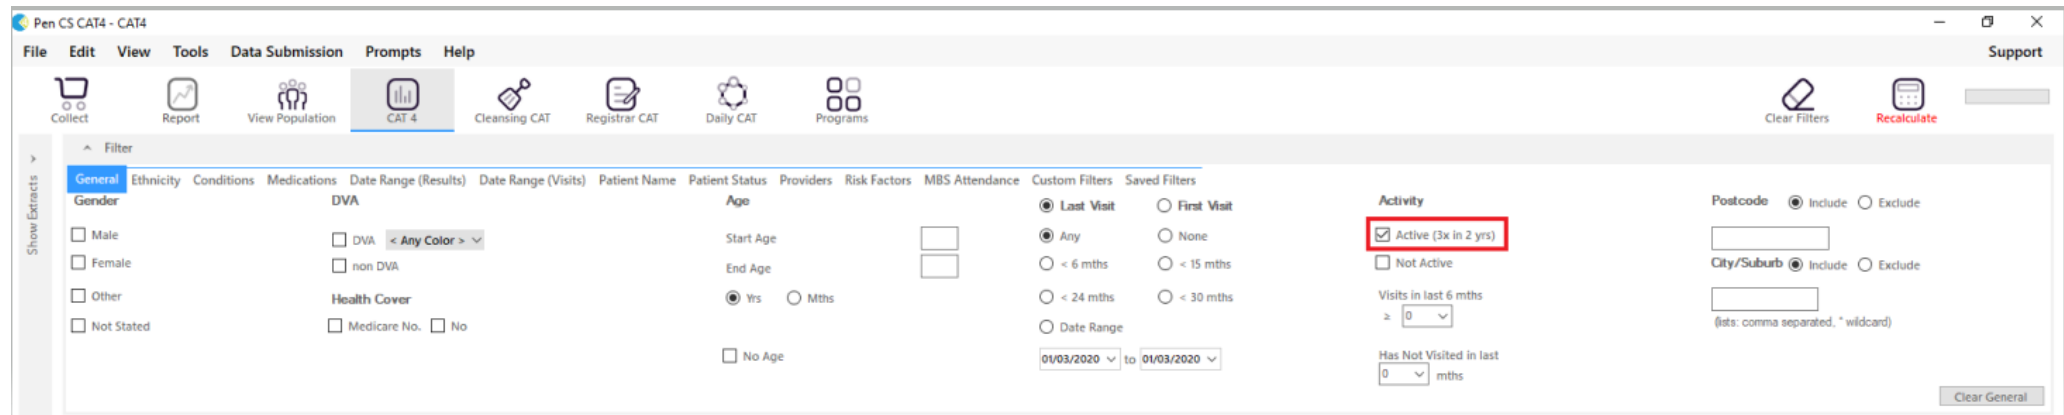 Pen CS CAT4 - CAT4
File Edit View Tools Data Submission Prompts Help Support
Collect Report View Population CAT 4 Cleansing CAT Registrar CAT Daily CAT Programs Clear Filters Recalculate
Show Extracts
Filter
General Ethnicity Conditions Medications Date Range (Results) Date Range (Visits) Patient Name Patient Status Providers Risk Factors MBS Attendance Custom Filters Saved Filters
Gender
Male
Female
Other
Not Stated
DVA
DVA < Any Color >
non DVA
Health Cover
Medicare No. No
Age
Start Age
End Age
Yrs Mths
No Age
Last Visit First Visit
Any None
< 6 mths < 15 mths
< 24 mths < 30 mths
Date Range
01/03/2020 to 01/03/2020
Activity
Active (3x in 2 yrs)
Not Active
Visits in last 6 mths
≥ 0
Has Not Visited in last
0 mths
Postcode Include Exclude
City/Suburb Include Exclude
(lists: comma separated, * wildcard)
Clear General